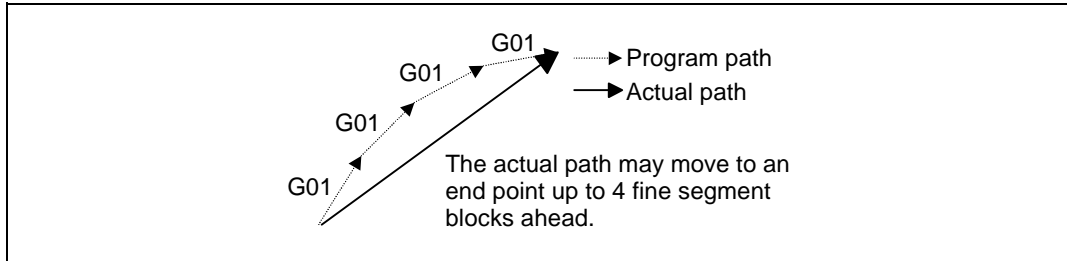 G01
Program path
G01
Actual path
G01
The actual path may move to an
G01
end point up to 4 fine segment
blocks ahead.